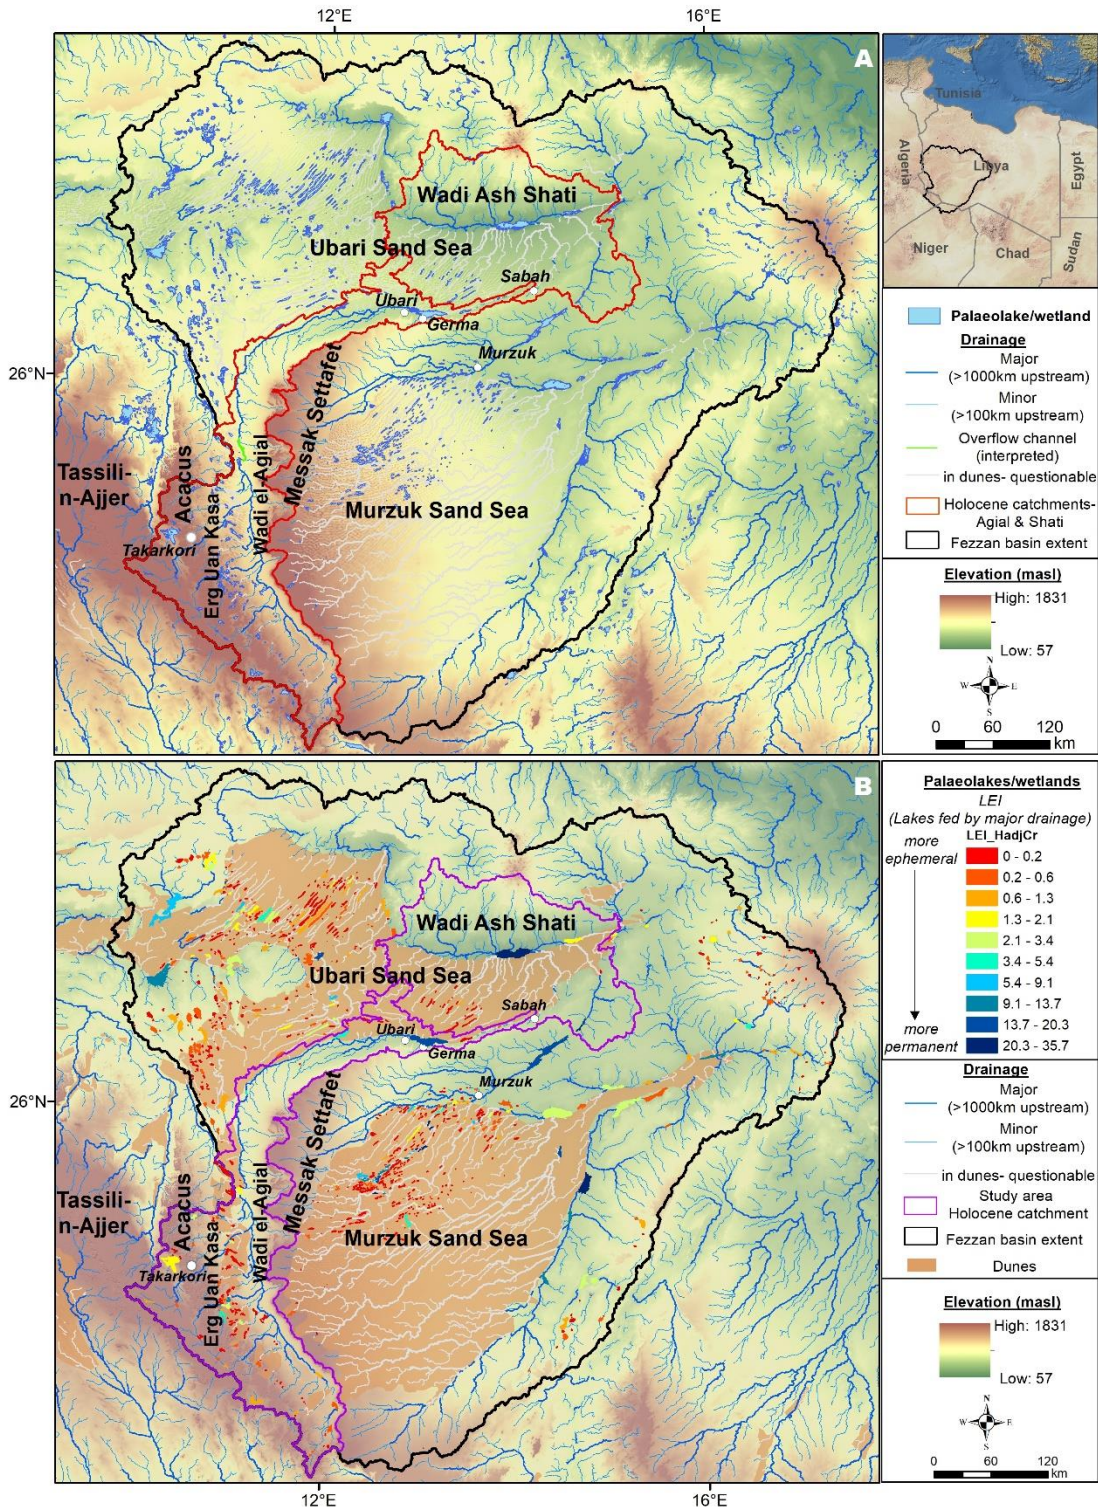 12°E
16°E
A
Wadi Ash Shati
Ubari Sand Sea
Sabah
Ubari
Germa
Murzuk
26°N
Messak Settafet
Wadi el-Agial
Acacus
Erg Uan Kasa
Tassili-
n-Ajjer
Takarkori
Murzuk Sand Sea
Tunisia
Algeria
Libya
Egypt
Niger
Chad
Sudan
Palaeolake/wetland
Drainage
Major
(>1000km upstream)
Minor
(>100km upstream)
Overflow channel
(interpreted)
in dunes- questionable
Holocene catchments-
Agial & Shati
Fezzan basin extent
Elevation (masl)
High: 1831
Low: 57
N
W E
S
0 60 120
km
B
Wadi Ash Shati
Ubari Sand Sea
Sabah
Ubari
Germa
Murzuk
26°N
Messak Settafet
Wadi el-Agial
Acacus
Erg Uan Kasa
Tassili-
n-Ajjer
Takarkori
Murzuk Sand Sea
12°E
16°E
Palaeolakes/wetlands
LEI
(Lakes fed by major drainage)
LEI_HadjCr
more
ephemeral
0 - 0.2
0.2 - 0.6
0.6 - 1.3
1.3 - 2.1
2.1 - 3.4
3.4 - 5.4
5.4 - 9.1
9.1 - 13.7
13.7 - 20.3
20.3 - 35.7
more
permanent
Drainage
Major
(>1000km upstream)
Minor
(>100km upstream)
in dunes- questionable
Study area
Holocene catchment
Fezzan basin extent
Dunes
Elevation (masl)
High: 1831
Low: 57
N
W E
S
0 60 120
km